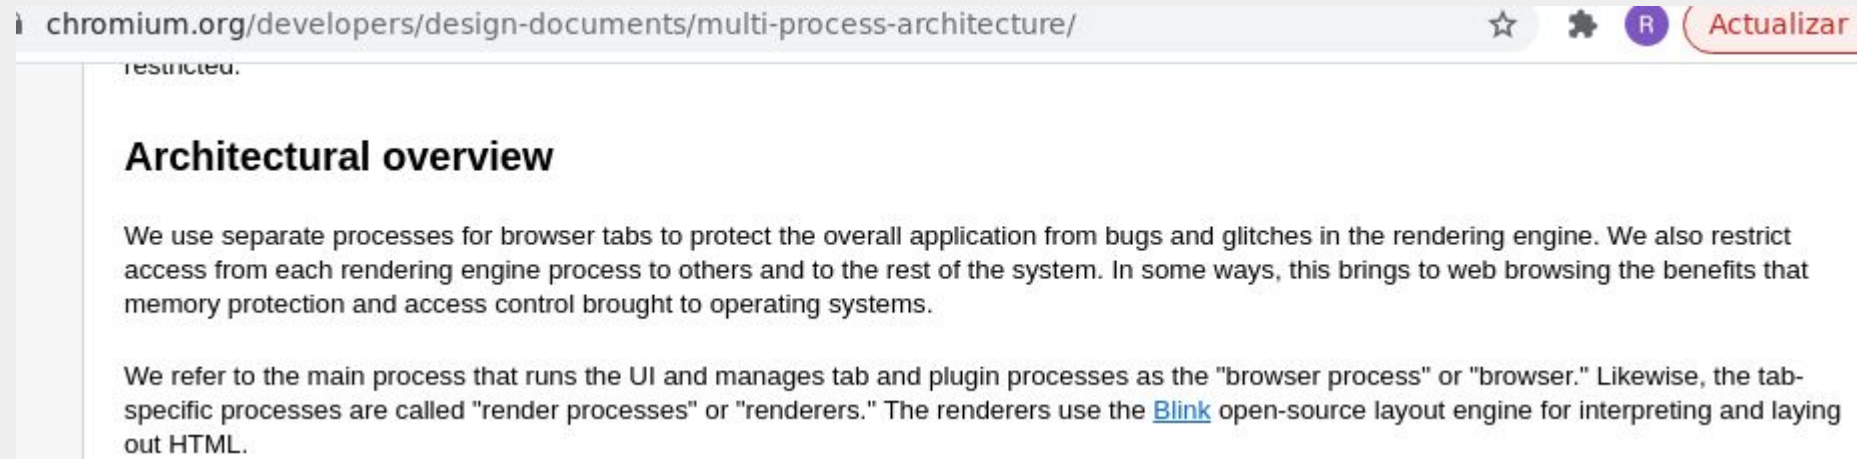 chromium.org/developers/design-documents/multi-process-architecture/ R Actualizar
restricted.
Architectural overview
We use separate processes for browser tabs to protect the overall application from bugs and glitches in the rendering engine. We also restrict
access from each rendering engine process to others and to the rest of the system. In some ways, this brings to web browsing the benefits that
memory protection and access control brought to operating systems.
We refer to the main process that runs the UI and manages tab and plugin processes as the "browser process" or "browser." Likewise, the tab-
specific processes are called "render processes" or "renderers." The renderers use the Blink open-source layout engine for interpreting and laying
out HTML.